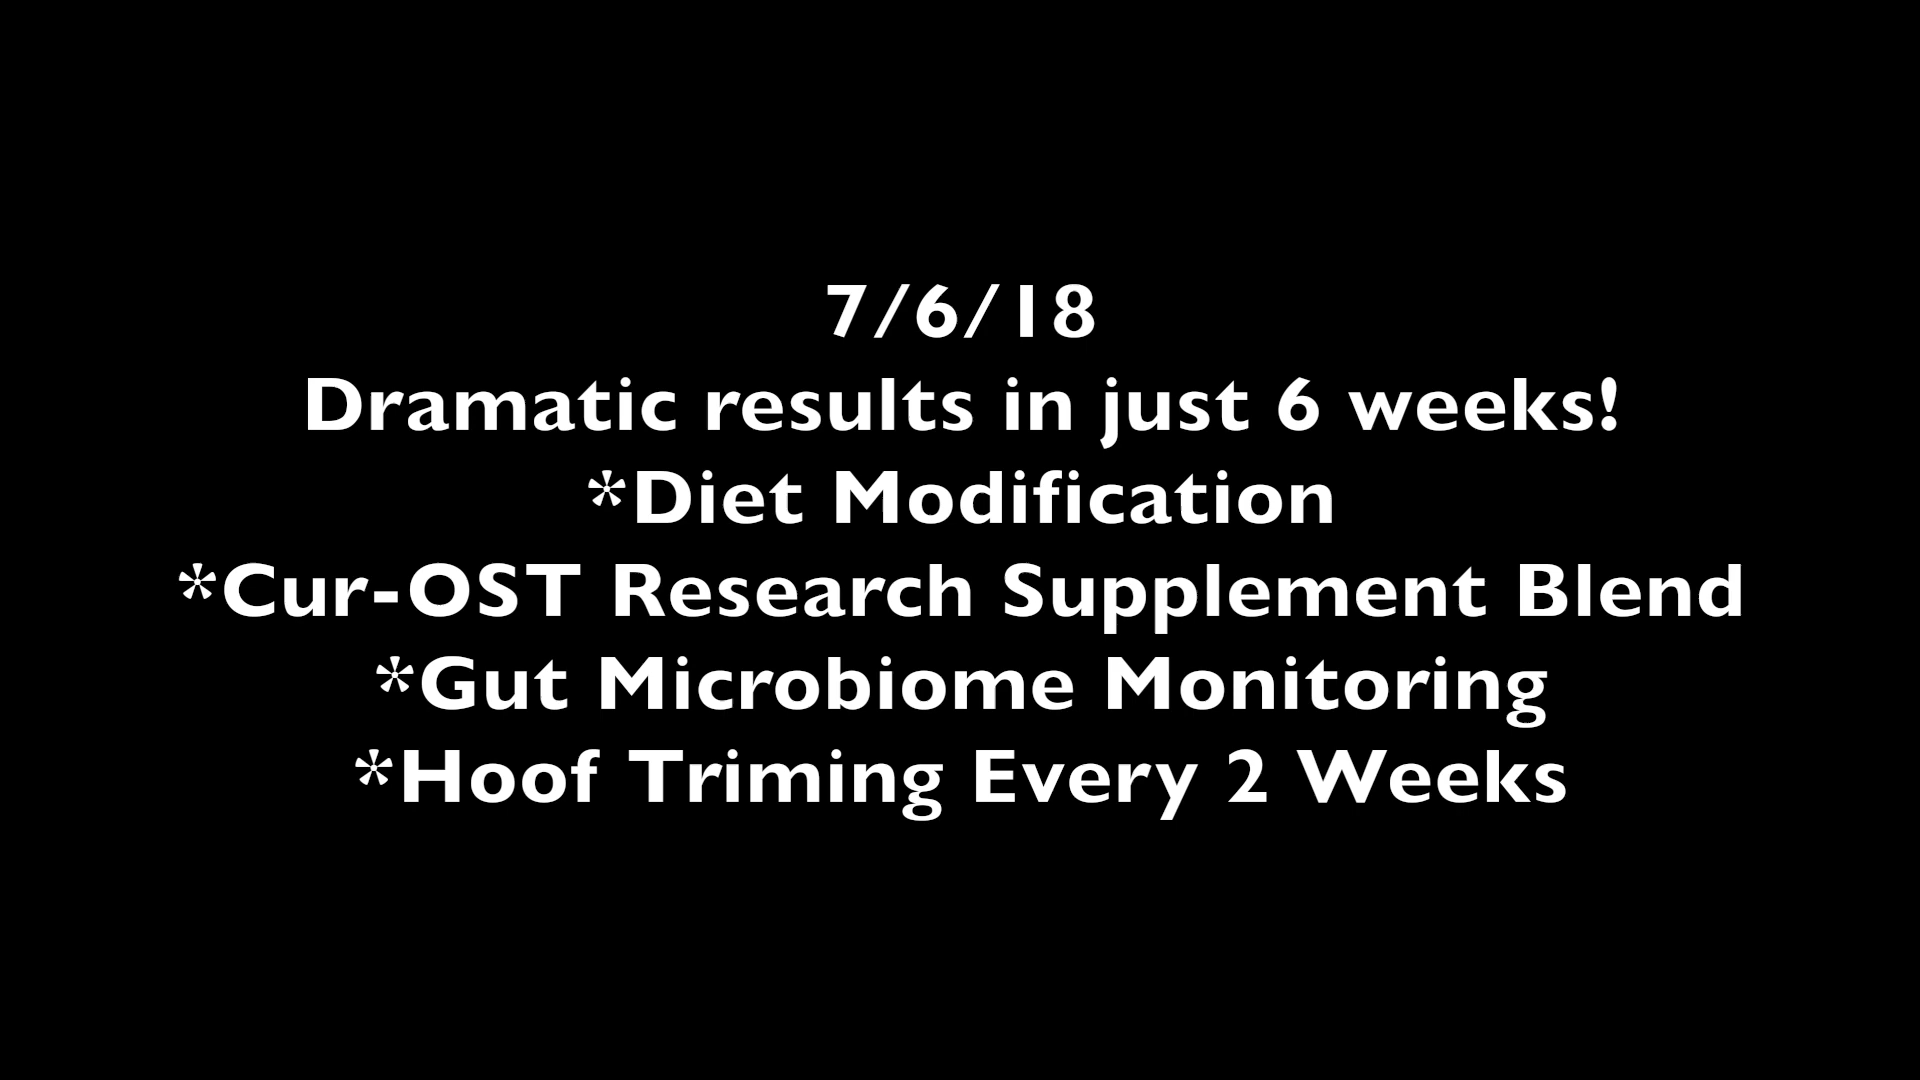 7/6/18
Dramatic results in just 6 weeks!
*Diet Modification
*Cur-OST Research Supplement Blend
*Gut Microbiome Monitoring
*Hoof Triming Every 2 Weeks